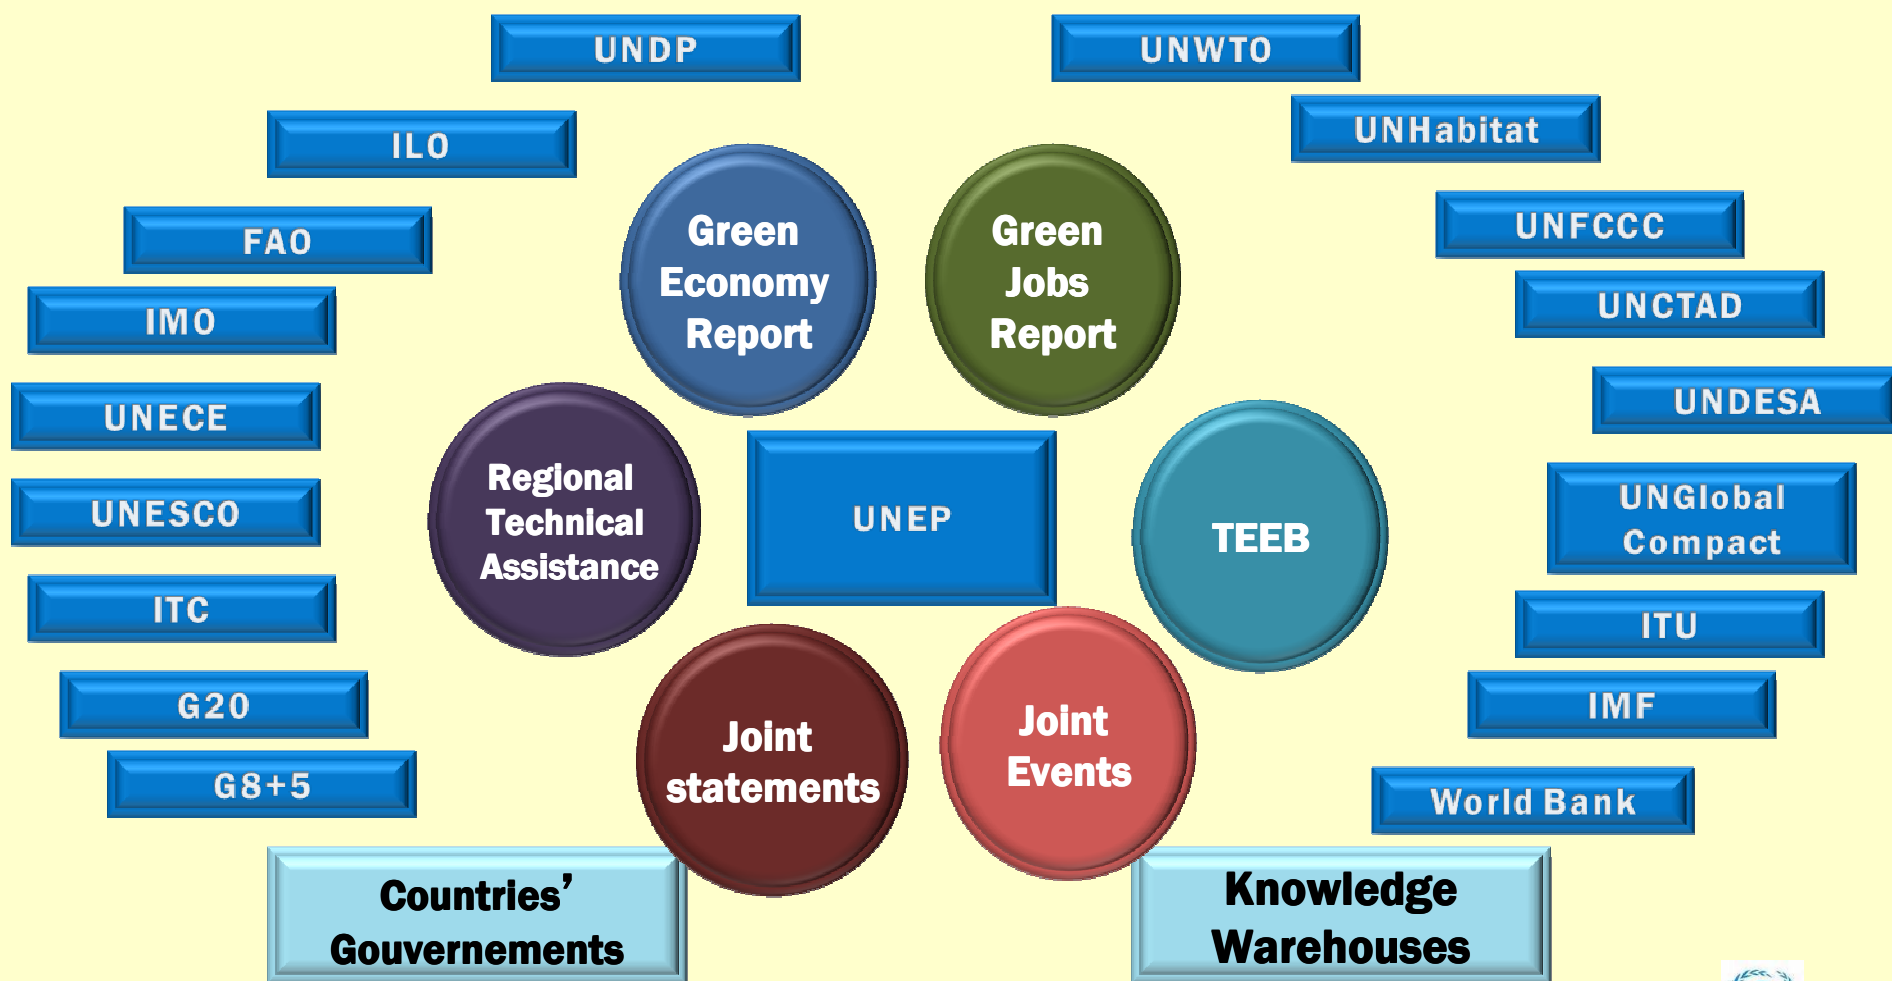 UNDP
UNWTO
UNHabitat
ILO
UNFCCC
FAO
Green
Economy
Report
Green
Jobs
Report
IMO
UNCTAD
UNECE
UNDESA
UNESCO
Regional
Technical
Assistance
UNEP
TEEB
UNGlobal
Compact
ITC
ITU
G20
IMF
Joint
statements
Joint
Events
G8+5
World Bank
Countries’
Gouvernements
Knowledge
Warehouses